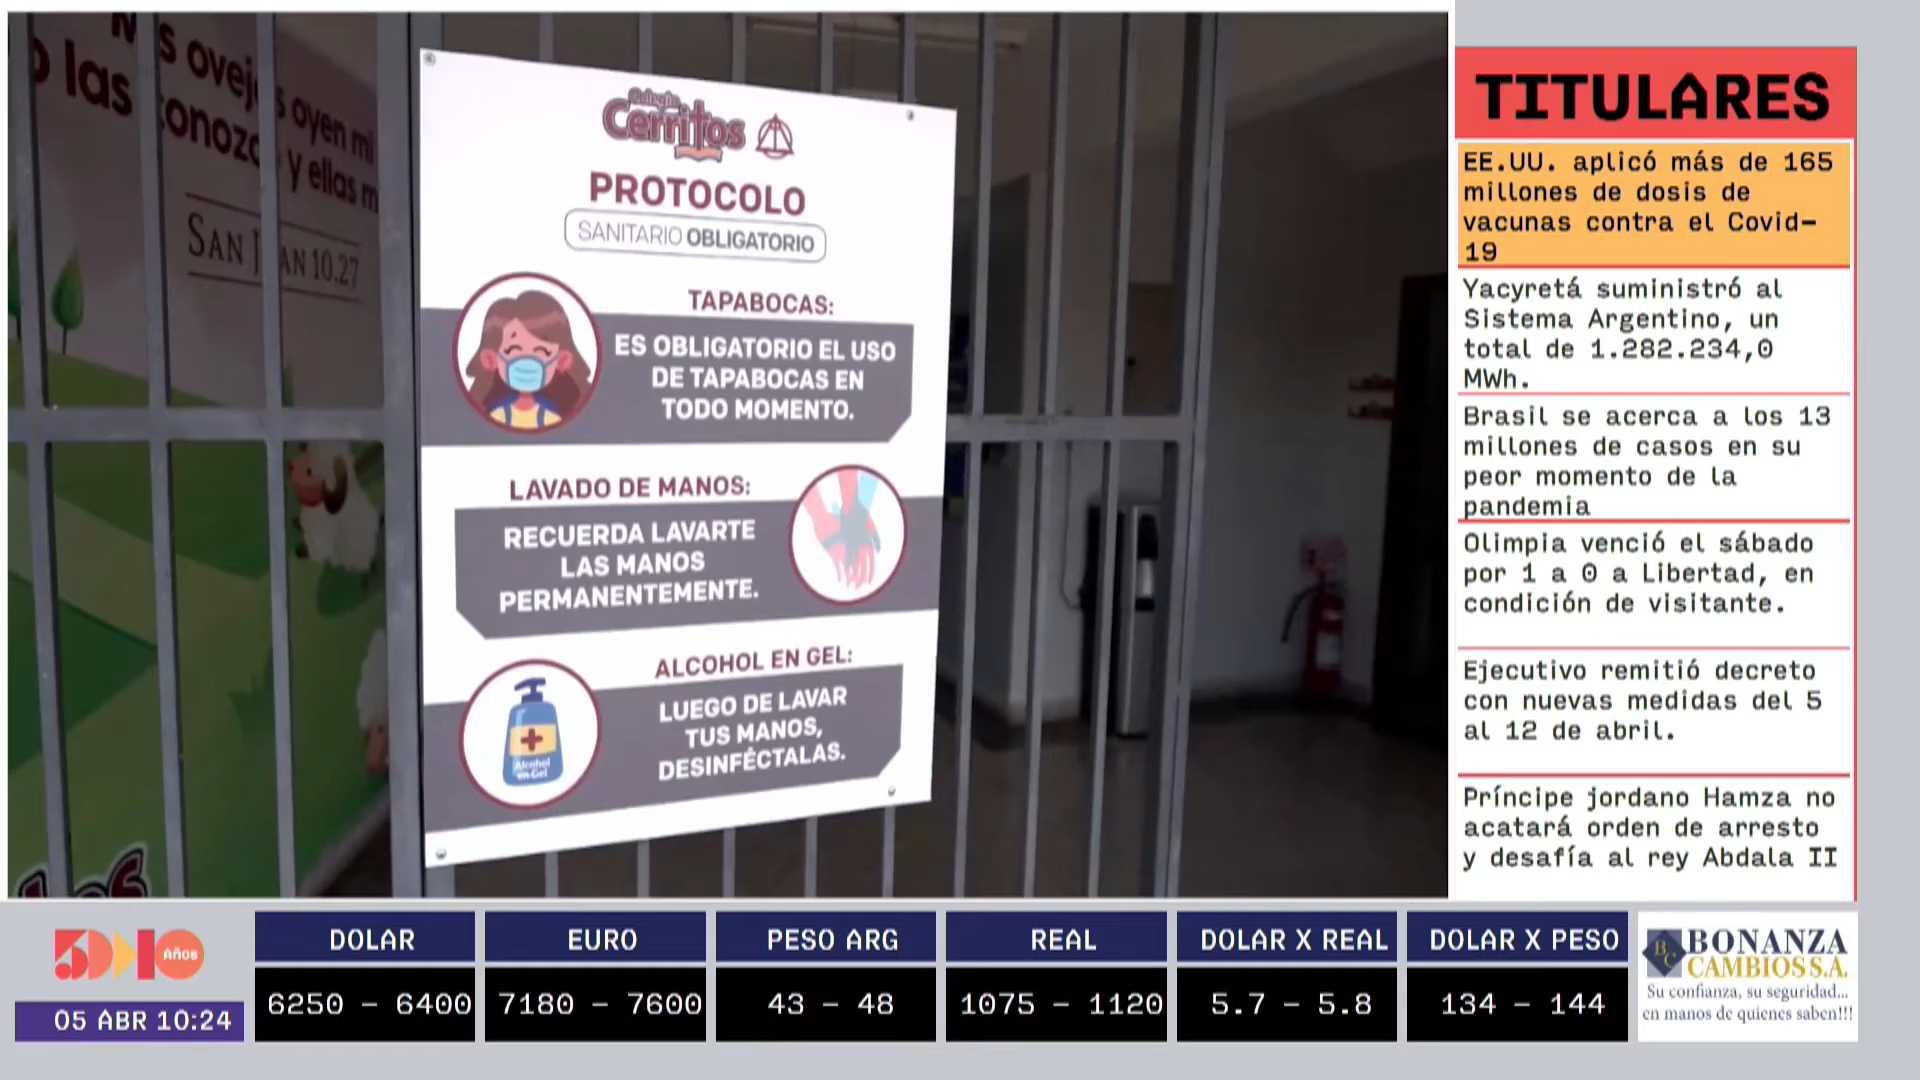 Mis ovejas oyen mi
o las conozco y ellas m
SAN JUAN 10.27
Colegio
Cerritos
PROTOCOLO
SANITARIO OBLIGATORIO
TAPABOCAS:
ES OBLIGATORIO EL USO
DE TAPABOCAS EN
TODO MOMENTO.
LAVADO DE MANOS:
RECUERDA LAVARTE
LAS MANOS
PERMANENTEMENTE.
ALCOHOL EN GEL:
LUEGO DE LAVAR
TUS MANOS,
DESINFÉCTALAS.
Alcohol
en Gel
TITULARES
EE.UU. aplicó más de 165
millones de dosis de
vacunas contra el Covid-
19
Yacyretá suministró al
Sistema Argentino, un
total de 1.282.234,0
MWh.
Brasil se acerca a los 13
millones de casos en su
peor momento de la
pandemia
Olimpia venció el sábado
por 1 a 0 a Libertad, en
condición de visitante.
Ejecutivo remitió decreto
con nuevas medidas del 5
al 12 de abril.
Príncipe jordano Hamza no
acatará orden de arresto
y desafía al rey Abdala II
Años
05 ABR 10:24
DOLAR
6250 - 6400
EURO
7180 - 7600
PESO ARG
43 - 48
REAL
1075 - 1120
DOLAR X REAL
5.7 - 5.8
DOLAR X PESO
134 - 144
BC BONANZA
CAMBIOS S.A.
Su confianza, su seguridad...
en manos de quienes saben!!!